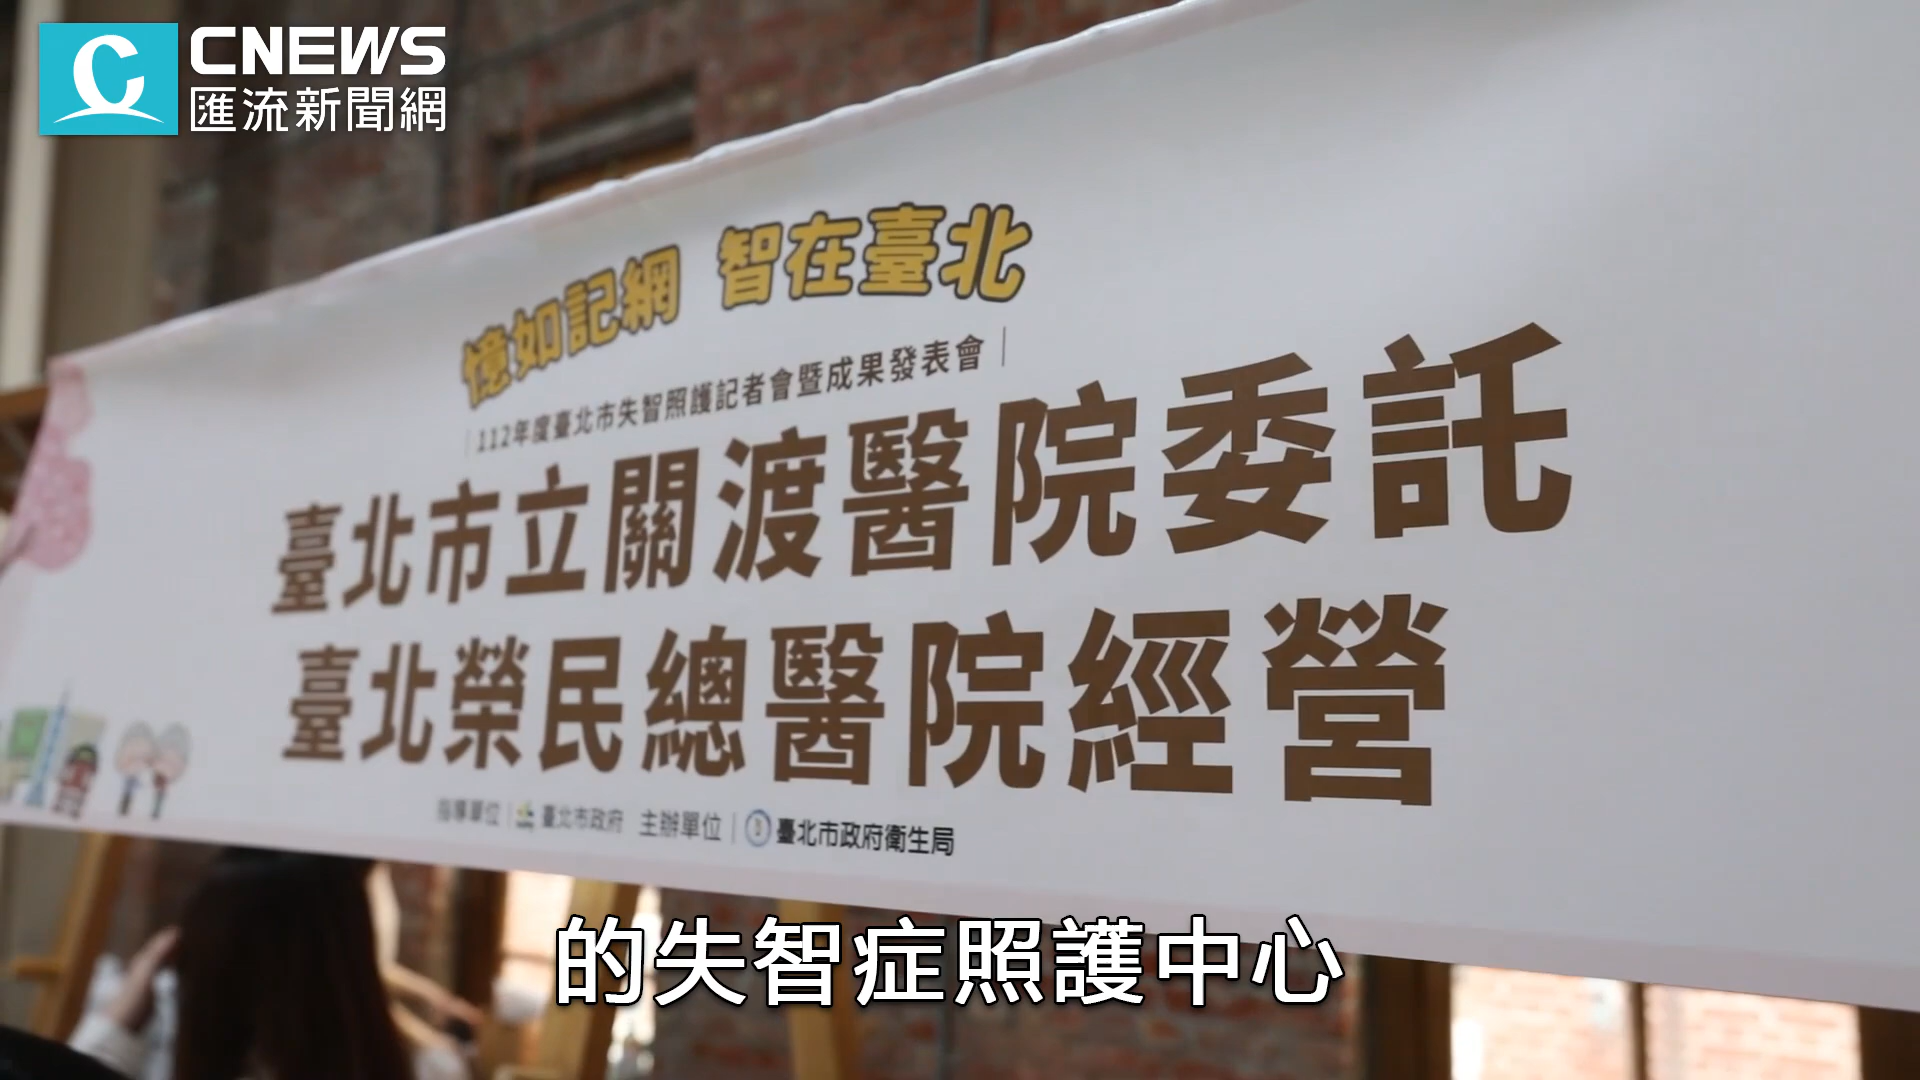 CNEWS
匯流新聞網
憶如記網 智在臺北
112年度臺北市失智照護記者會暨成果發表會
臺北市立關渡醫院委託
臺北榮民總醫院經營
指導單位 臺北市政府 主辦單位 臺北市政府衛生局
的失智症照護中心